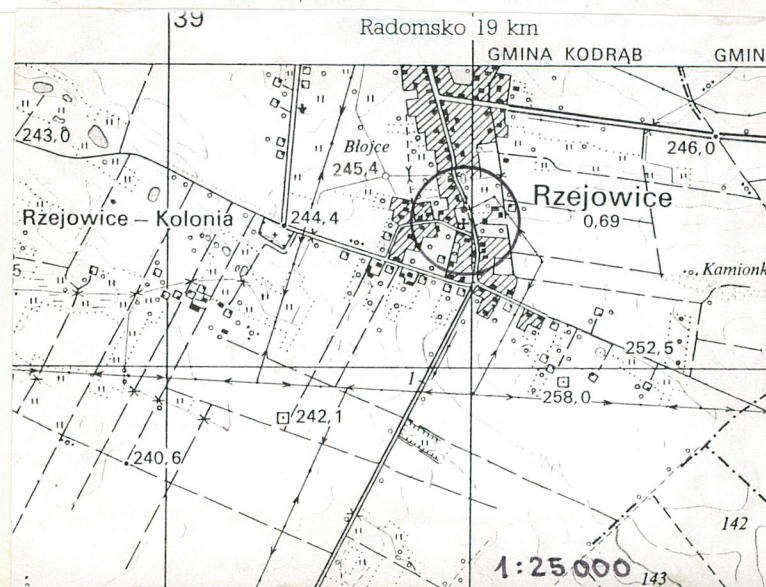 39
Radomsko 19 km
GMINA KODRĄB
GMIN
243,0
Błojce
245,4
246,0
Rzejowice
0,69
Rzejowice – Kolonia
244,4
Kamionk
5
252,5
1
258,0
242,1
240,6
142
1:25000
143